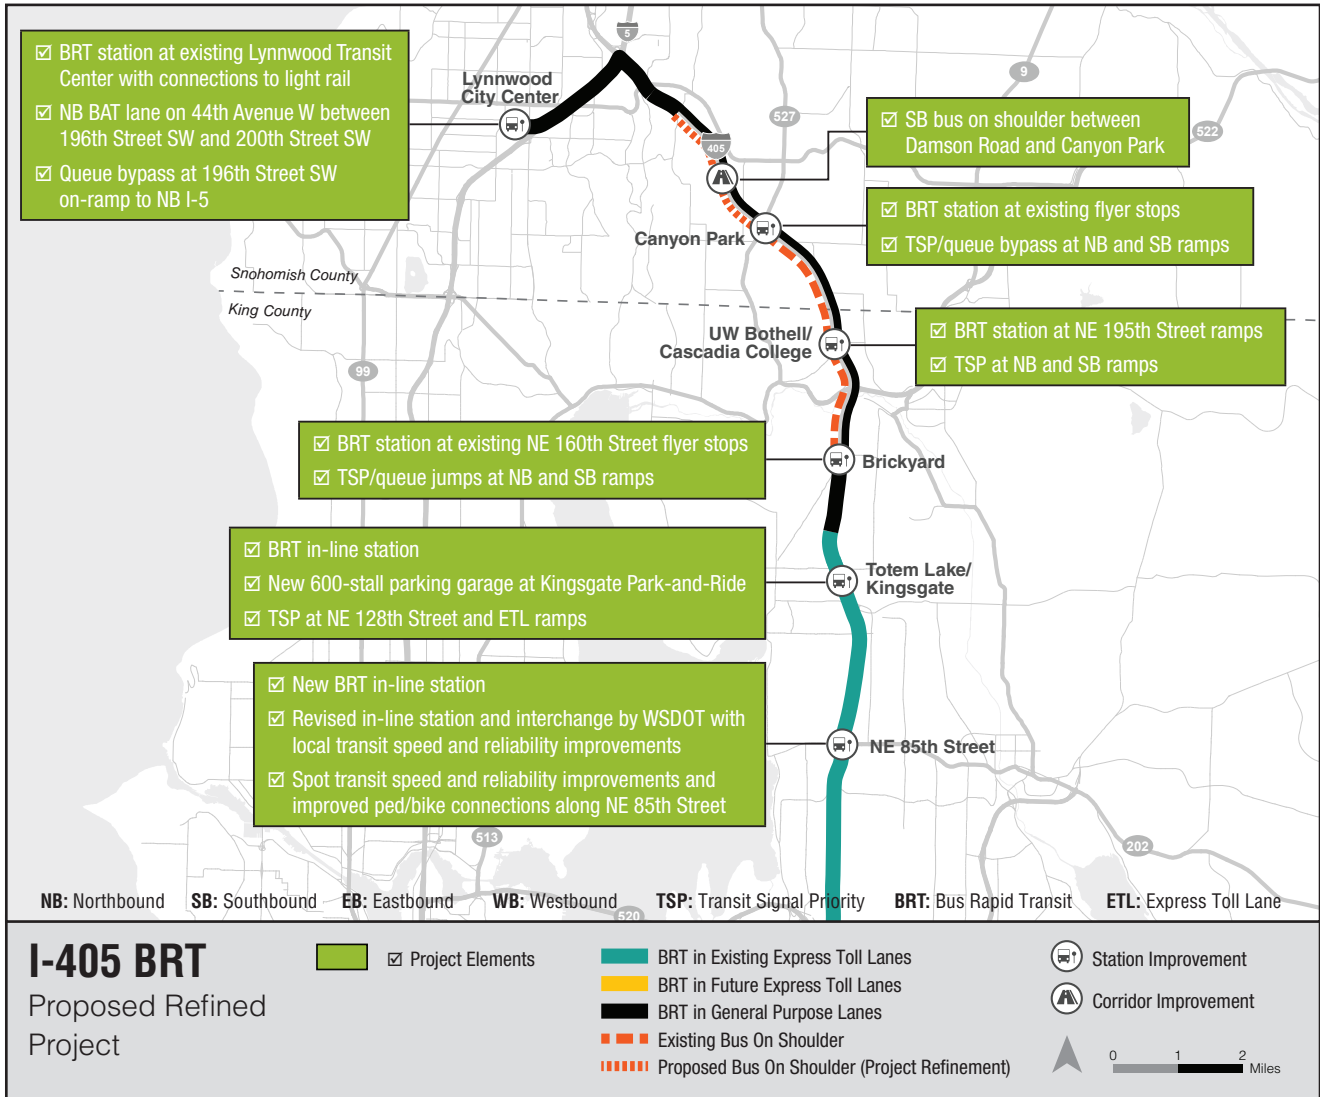 ☑ BRT station at existing Lynnwood Transit
Center with connections to light rail
☑ NB BAT lane on 44th Avenue W between
196th Street SW and 200th Street SW
☑ Queue bypass at 196th Street SW
on-ramp to NB I-5
5
Lynnwood
City Center
9
527
522
405
☑ SB bus on shoulder between
Damson Road and Canyon Park
☑ BRT station at existing flyer stops
☑ TSP/queue bypass at NB and SB ramps
Canyon Park
Snohomish County
King County
UW Bothell/
Cascadia College
☑ BRT station at NE 195th Street ramps
☑ TSP at NB and SB ramps
99
☑ BRT station at existing NE 160th Street flyer stops
☑ TSP/queue jumps at NB and SB ramps
Brickyard
☑ BRT in-line station
☑ New 600-stall parking garage at Kingsgate Park-and-Ride
☑ TSP at NE 128th Street and ETL ramps
Totem Lake/
Kingsgate
☑ New BRT in-line station
☑ Revised in-line station and interchange by WSDOT with
local transit speed and reliability improvements
☑ Spot transit speed and reliability improvements and
improved ped/bike connections along NE 85th Street
NE 85th Street
513
202
520
NB: Northbound SB: Southbound EB: Eastbound WB: Westbound TSP: Transit Signal Priority BRT: Bus Rapid Transit ETL: Express Toll Lane
I-405 BRT
Proposed Refined
Project
☑ Project Elements
BRT in Existing Express Toll Lanes
BRT in Future Express Toll Lanes
BRT in General Purpose Lanes
Existing Bus On Shoulder
Proposed Bus On Shoulder (Project Refinement)
Station Improvement
Corridor Improvement
0 1 2
Miles